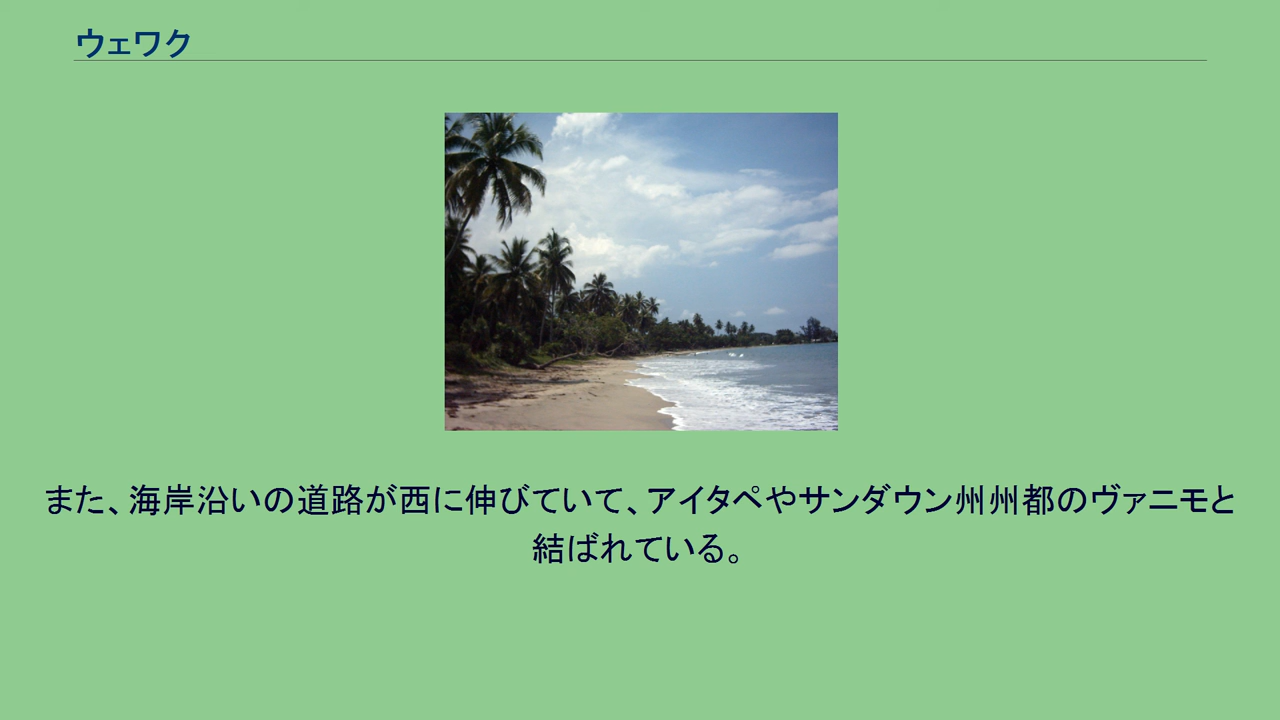 ウェワク
また、海岸沿いの道路が西に伸びていて、アイタペやサンダウン州州都のヴァニモと
結ばれている。